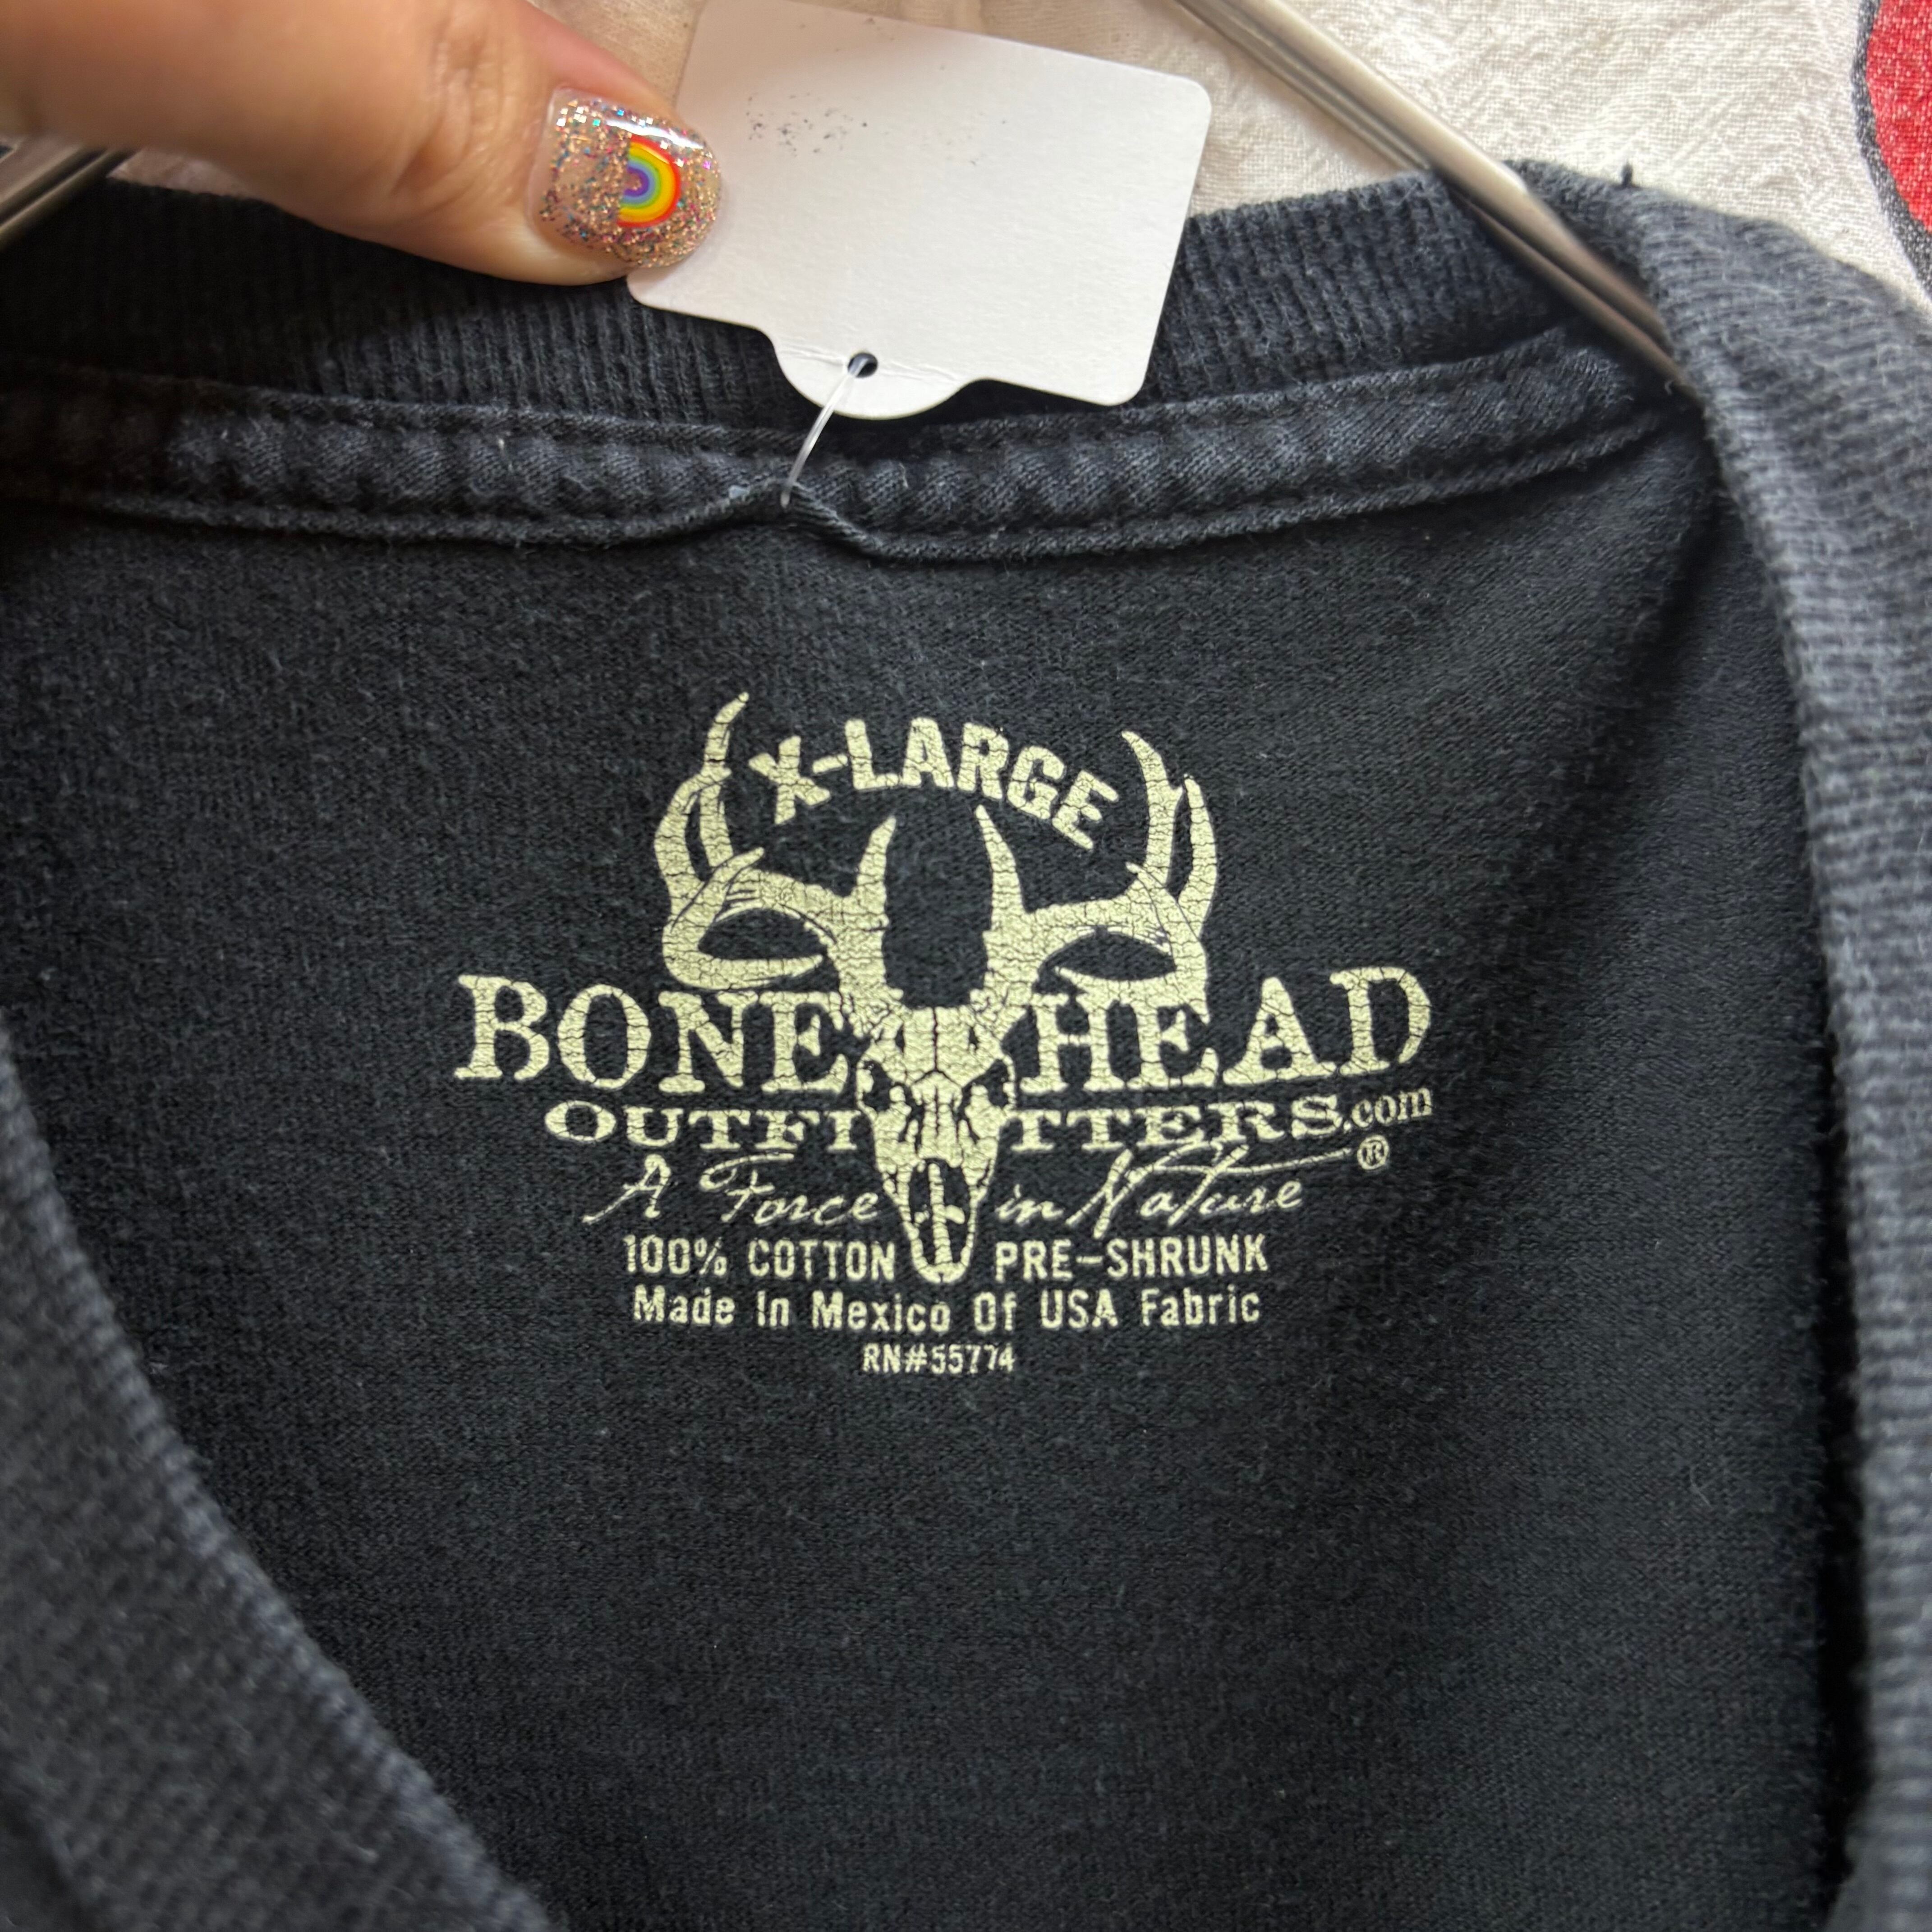 X-LARGE
BONE HEAD
OUTFITTERS.com
A Force in Nature®
100% COTTON PRE-SHRUNK
Made In Mexico Of USA Fabric
RN#55774